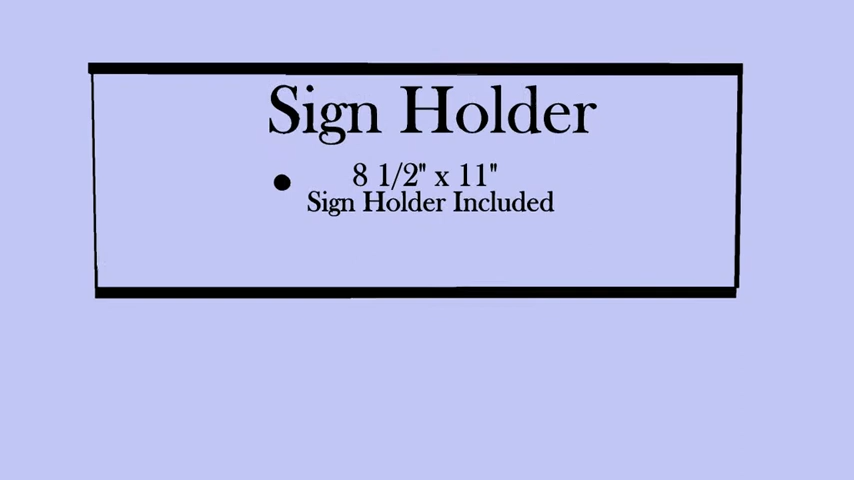 Sign Holder
● 8 1/2" x 11"
Sign Holder Included